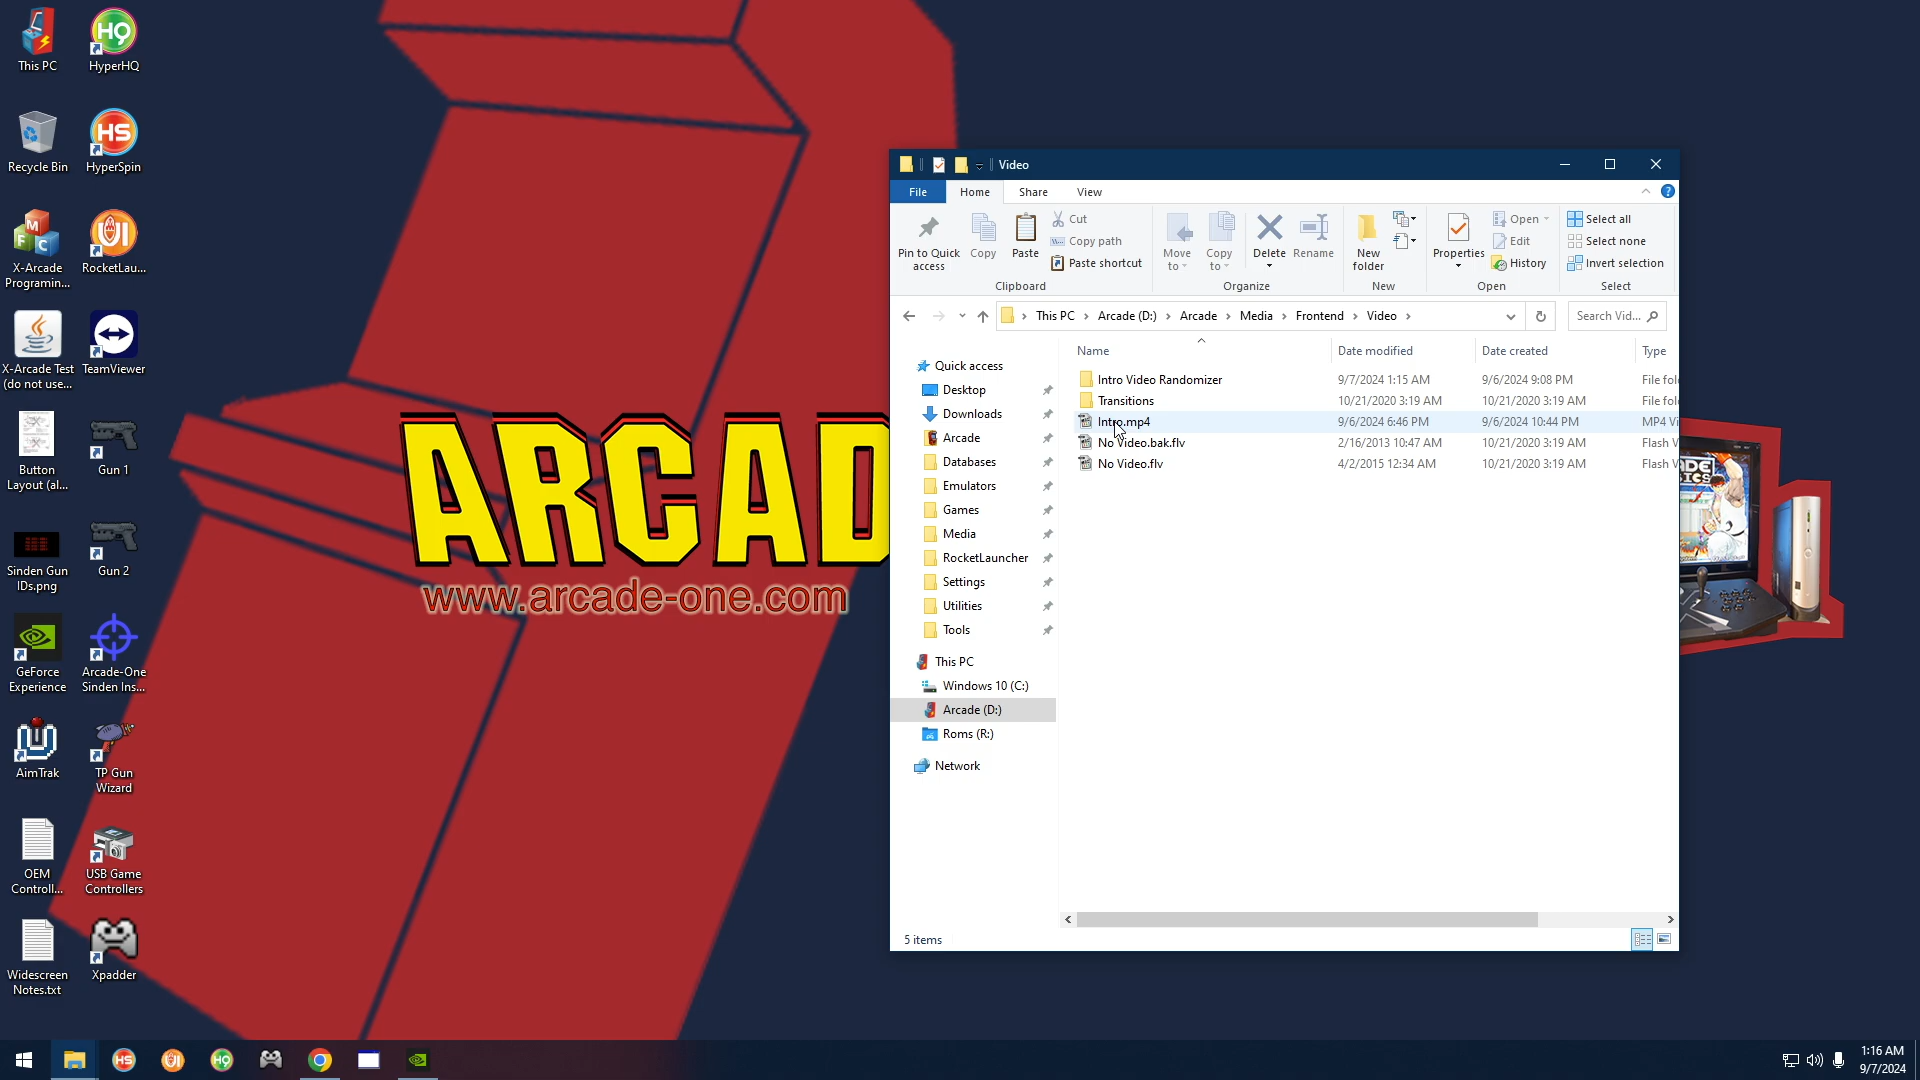 This PC
HyperHQ
Recycle Bin
HyperSpin
X-Arcade
Programin...
RocketLau...
X-Arcade Test
(do not use...
TeamViewer
Button
Layout (al...
Gun 1
Sinden Gun
IDs.png
Gun 2
GeForce
Experience
Arcade-One
Sinden Ins...
AimTrak
TP Gun
Wizard
OEM
Controll...
USB Game
Controllers
Widescreen
Notes.txt
Xpadder
ARCAD
www.arcade-one.com
Video
File
Home
Share
View
Pin to Quick
access
Copy
Paste
Cut
Copy path
Paste shortcut
Clipboard
Move
to
Copy
to
Delete
Rename
Organize
New
folder
New
Properties
Open
Edit
History
Open
Select all
Select none
Invert selection
Select
This PC > Arcade (D:) > Arcade > Media > Frontend > Video >
Search Vid...
Quick access
Desktop
Downloads
Arcade
Databases
Emulators
Games
Media
RocketLauncher
Settings
Utilities
Tools
This PC
Windows 10 (C:)
Arcade (D:)
Roms (R:)
Network
Name Date modified Date created Type
Intro Video Randomizer 9/7/2024 1:15 AM 9/6/2024 9:08 PM File fol
Transitions 10/21/2020 3:19 AM 10/21/2020 3:19 AM File fol
Intro.mp4 9/6/2024 6:46 PM 9/6/2024 10:44 PM MP4 Vi
No Video.bak.flv 2/16/2013 10:47 AM 10/21/2020 3:19 AM Flash V
No Video.flv 4/2/2015 12:34 AM 10/21/2020 3:19 AM Flash V
5 items
1:16 AM
9/7/2024